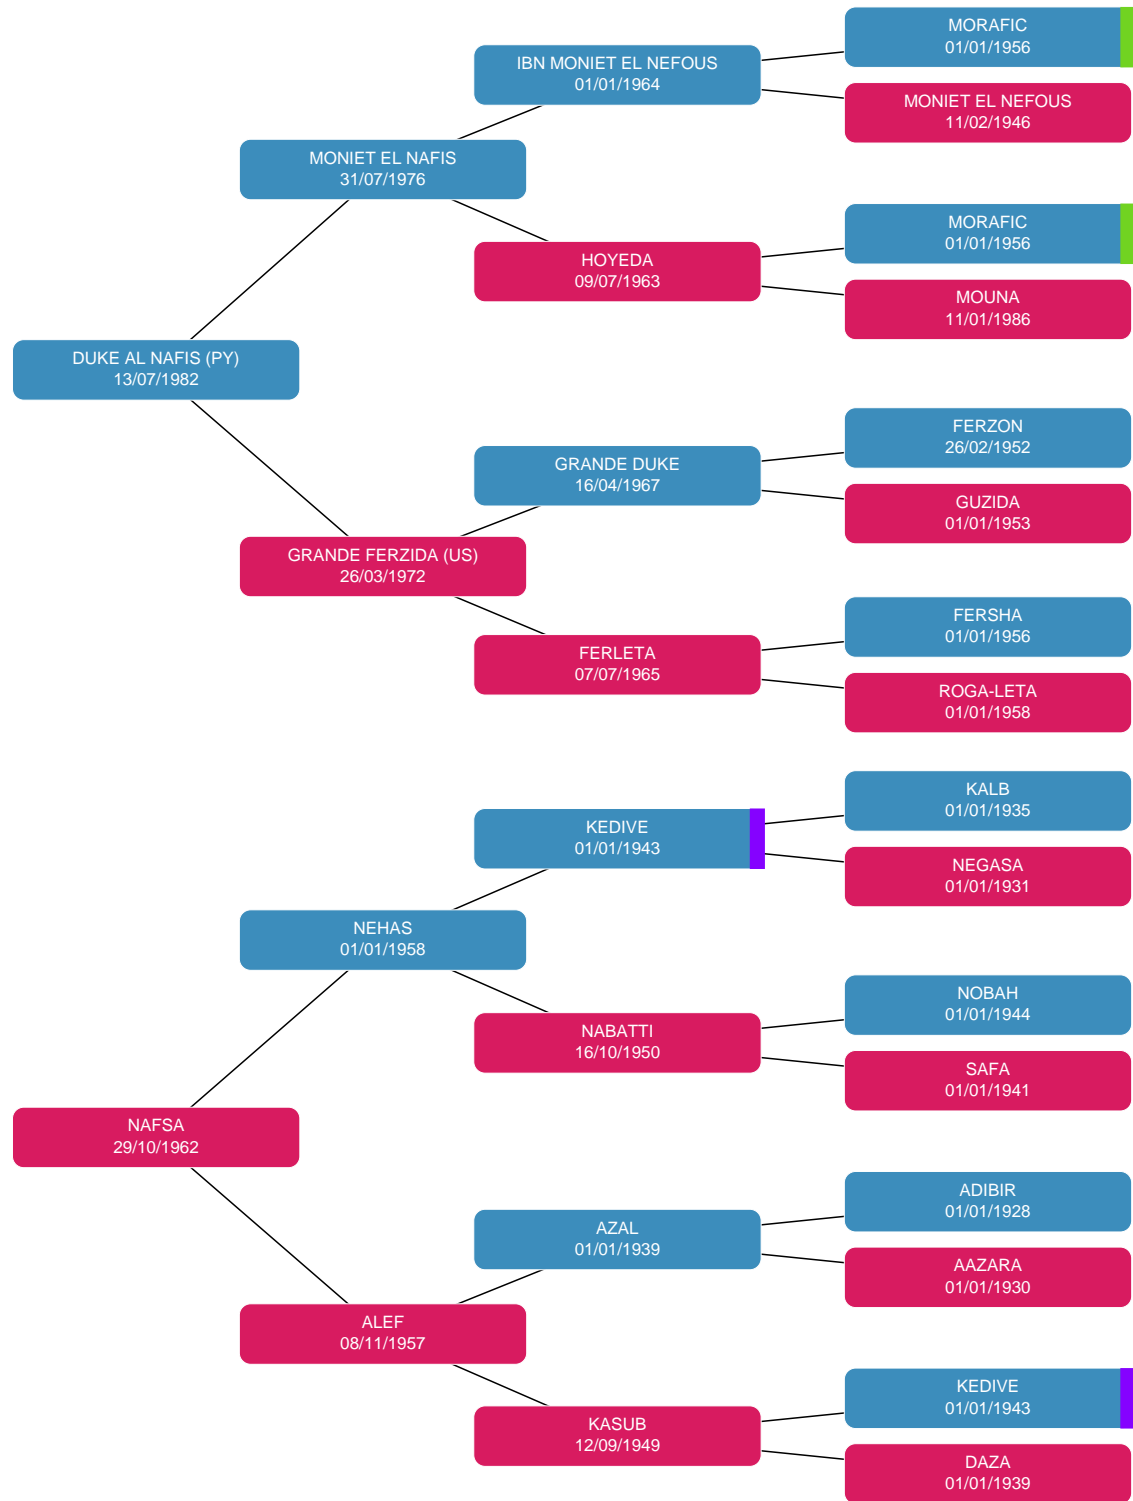 MORAFIC
01/01/1956
IBN MONIET EL NEFOUS
01/01/1964
MONIET EL NEFOUS
11/02/1946
MONIET EL NAFIS
31/07/1976
MORAFIC
01/01/1956
HOYEDA
09/07/1963
MOUNA
11/01/1986
DUKE AL NAFIS (PY)
13/07/1982
FERZON
26/02/1952
GRANDE DUKE
16/04/1967
GUZIDA
01/01/1953
GRANDE FERZIDA (US)
26/03/1972
FERSHA
01/01/1956
FERLETA
07/07/1965
ROGA-LETA
01/01/1958
KALB
01/01/1935
KEDIVE
01/01/1943
NEGASA
01/01/1931
NEHAS
01/01/1958
NOBAH
01/01/1944
NABATTI
16/10/1950
SAFA
01/01/1941
NAFSA
29/10/1962
ADIBIR
01/01/1928
AZAL
01/01/1939
AAZARA
01/01/1930
ALEF
08/11/1957
KEDIVE
01/01/1943
KASUB
12/09/1949
DAZA
01/01/1939